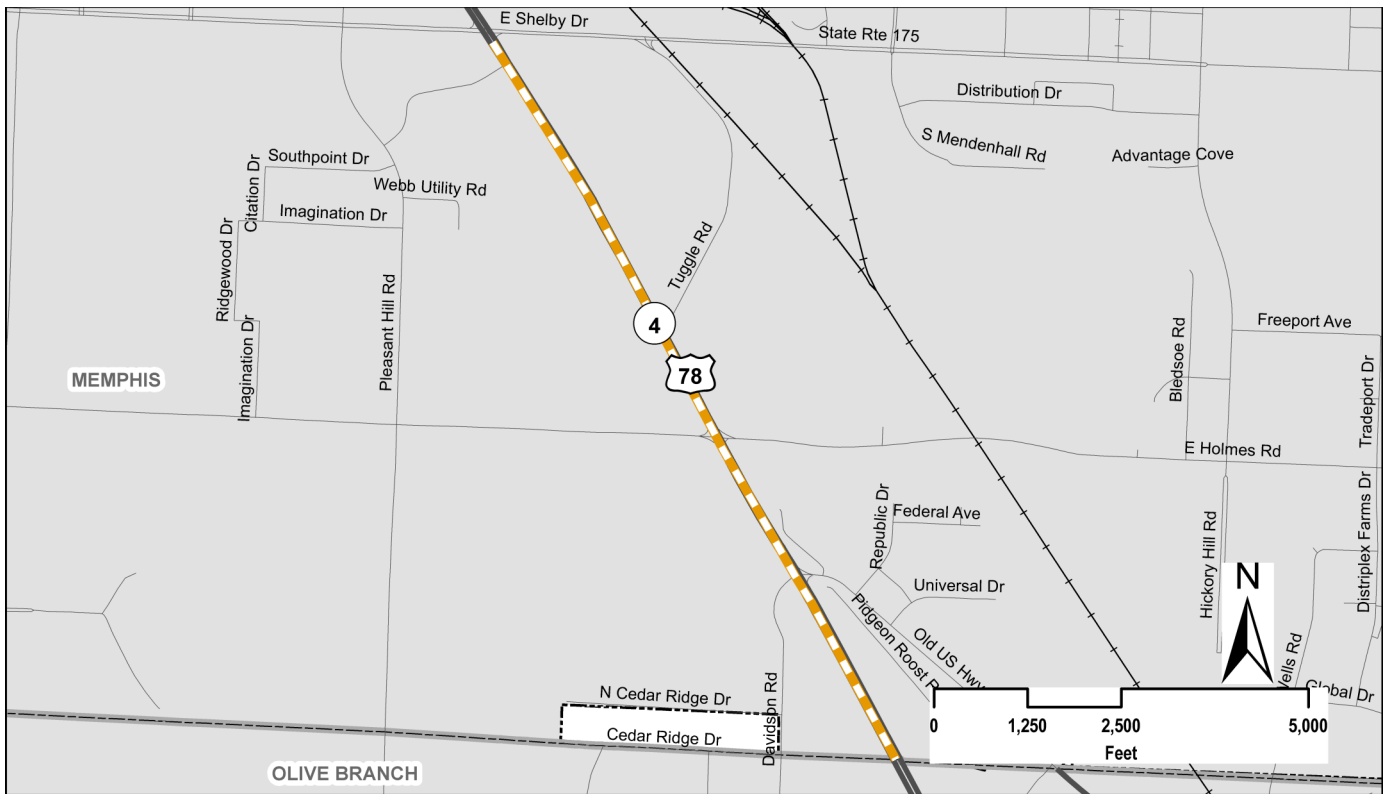 E Shelby Dr
State Rte 175
Distribution Dr
S Mendenhall Rd
Advantage Cove
Southpoint Dr
Citation Dr
Webb Utility Rd
Imagination Dr
Ridgewood Dr
Tuggle Rd
Pleasant Hill Rd
Imagination Dr
4
78
MEMPHIS
Bledsoe Rd
Freeport Ave
Tradeport Dr
E Holmes Rd
Republic Dr
Federal Ave
Hickory Hill Rd
Distriplex Farms Dr
Universal Dr
N
Pidgeon Roost R
Old US Hwy
Global Dr
N Cedar Ridge Dr
Davidson Rd
Cedar Ridge Dr
0
1,250
2,500
5,000
Feet
OLIVE BRANCH